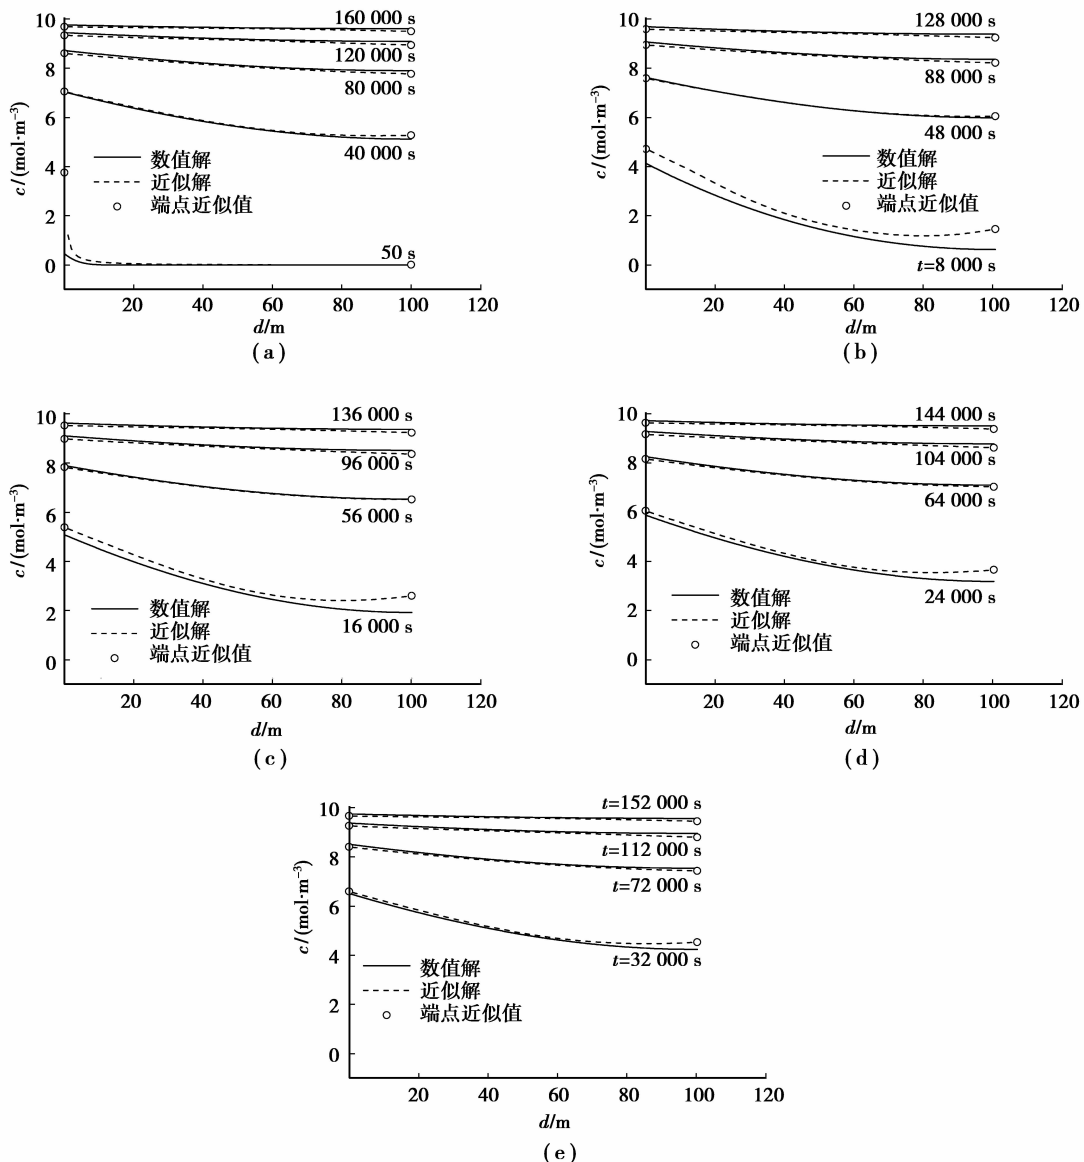 10
8
6
4
2
0
c/(mol·m⁻³)
160 000 s
120 000 s
80 000 s
40 000 s
数值解
近似解
端点近似值
50 s
20 40 60 80 100 120
d/m
(a)
10
8
6
4
2
0
c/(mol·m⁻³)
128 000 s
88 000 s
48 000 s
数值解
近似解
端点近似值
t=8 000 s
20 40 60 80 100 120
d/m
(b)
10
8
6
4
2
0
c/(mol·m⁻³)
136 000 s
96 000 s
56 000 s
数值解
16 000 s
近似解
端点近似值
20 40 60 80 100 120
d/m
(c)
10
8
6
4
2
0
c/(mol·m⁻³)
144 000 s
104 000 s
64 000 s
数值解
24 000 s
近似解
端点近似值
20 40 60 80 100 120
d/m
(d)
10
8
6
4
2
0
c/(mol·m⁻³)
t=152 000 s
t=112 000 s
t=72 000 s
t=32 000 s
数值解
近似解
端点近似值
20 40 60 80 100 120
d/m
(e)